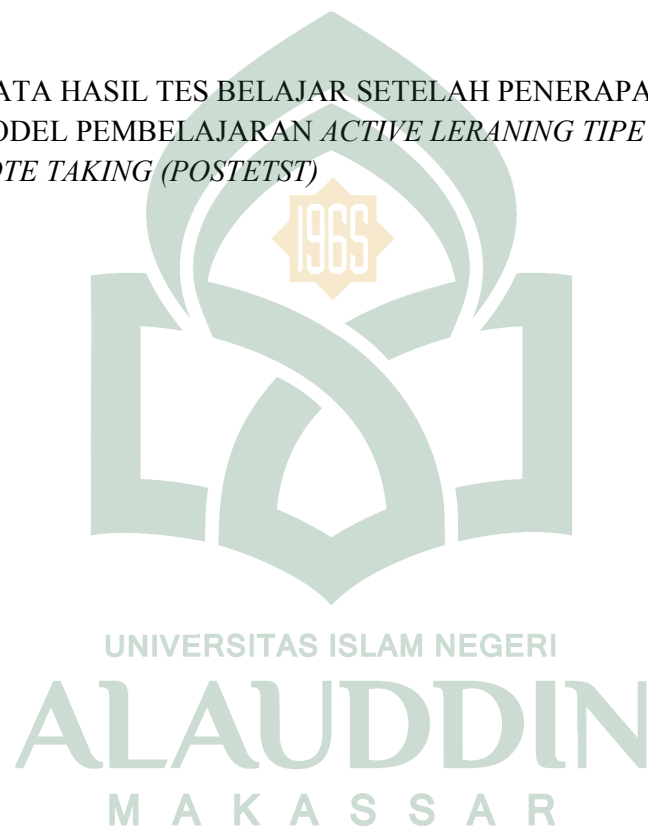 ATA HASIL TES BELAJAR SETELAH PENERAPA
ODEL PEMBELAJARAN ACTIVE LERANING TIPE
OTE TAKING (POSTETST)
1965
UNIVERSITAS ISLAM NEGERI
ALAUDDIN
MAKASSAR